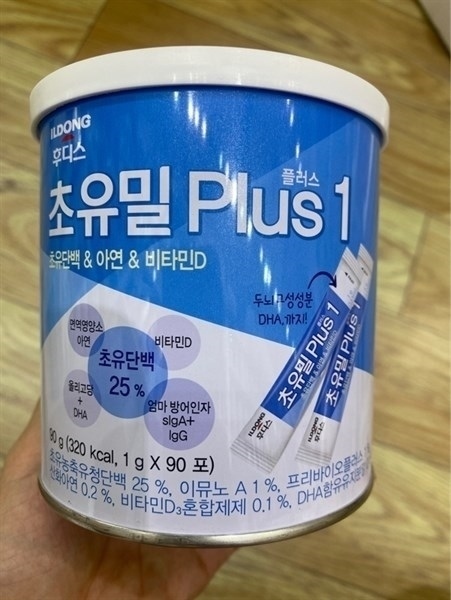 ILDONG
후디스
플러스
초유밀 Plus 1
초유단백 & 아연 & 비타민D
두뇌구성성분
DHA까지!
면역영양소
아연
비타민D
초유단백
25 %
올리고당
+
DHA
엄마 방어인자
sIgA+
IgG
초유밀 Plus 1
ILDONG
후디스
초유밀 Plus 1
ILDONG
후디스
90 g (320 kcal, 1 g X 90 포)
초유농축유청단백 25 %, 이뮤노 A 1 %, 프리바이오플러스
산화아연 0.2 %, 비타민D₃혼합제제 0.1 %, DHA함유유지